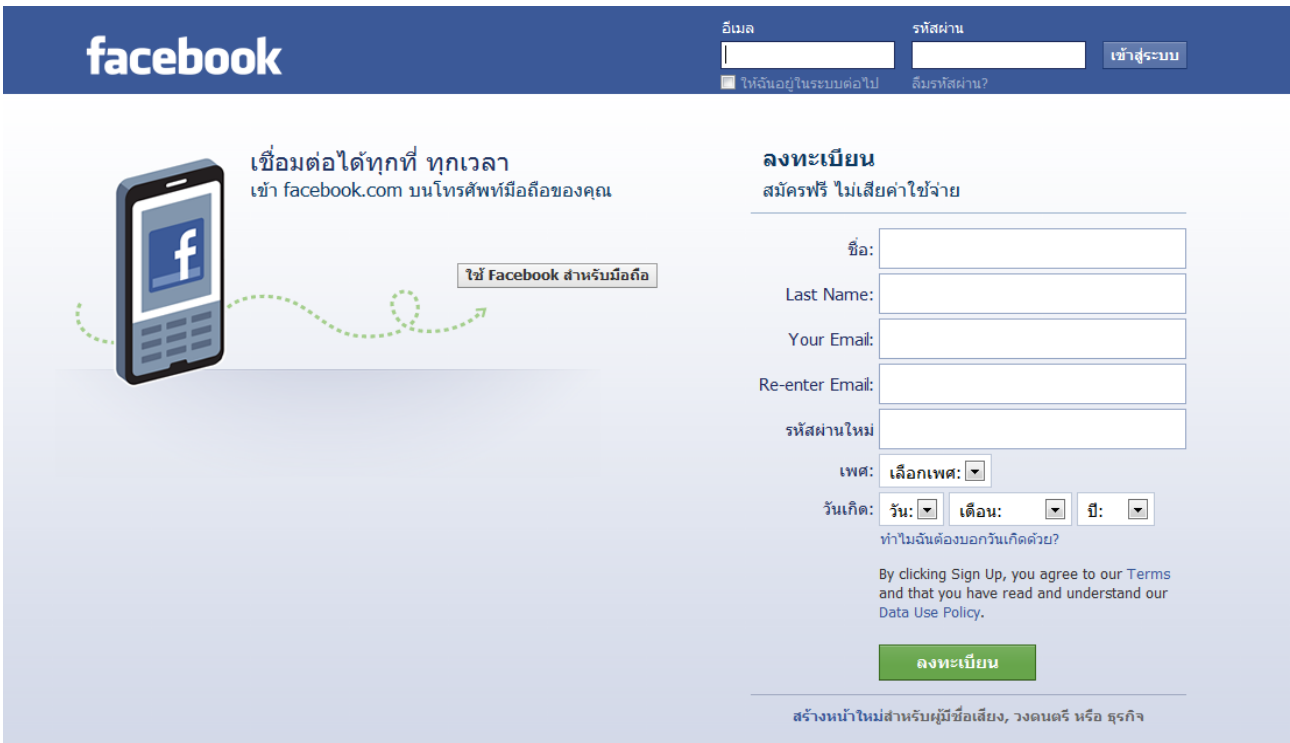 facebook
อีเมล
รหัสผ่าน
เข้าสู่ระบบ
ให้ฉันอยู่ในระบบต่อไป
ลืมรหัสผ่าน?
เชื่อมต่อได้ทุกที่ ทุกเวลา
เข้า facebook.com บนโทรศัพท์มือถือของคุณ
f
ใช้ Facebook สำหรับมือถือ
ลงทะเบียน
สมัครฟรี ไม่เสียค่าใช้จ่าย
ชื่อ:
Last Name:
Your Email:
Re-enter Email:
รหัสผ่านใหม่
เพศ: เลือกเพศ:
วันเกิด: วัน: เดือน: ปี:
ทำไมฉันต้องบอกวันเกิดด้วย?
By clicking Sign Up, you agree to our Terms
and that you have read and understand our
Data Use Policy.
ลงทะเบียน
สร้างหน้าใหม่สำหรับผู้มีชื่อเสียง, วงดนตรี หรือ ธุรกิจ